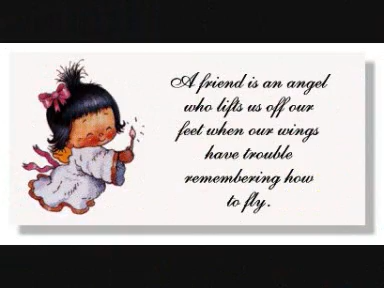 A friend is an angel
who lifts us off our
feet when our wings
have trouble
remembering how
to fly.